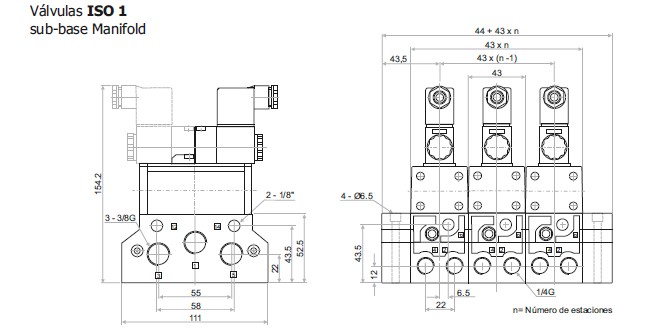 Válvulas ISO 1
sub-base Manifold
44 + 43 x n
43 x n
43,5
43 x (n -1)
43
154.2
2 - 1/8"
3 - 3/8G
43.5
52.5
22
55
58
111
4 - Ø6.5
43.5
12
6.5
22
1/4G
n= Número de estaciones